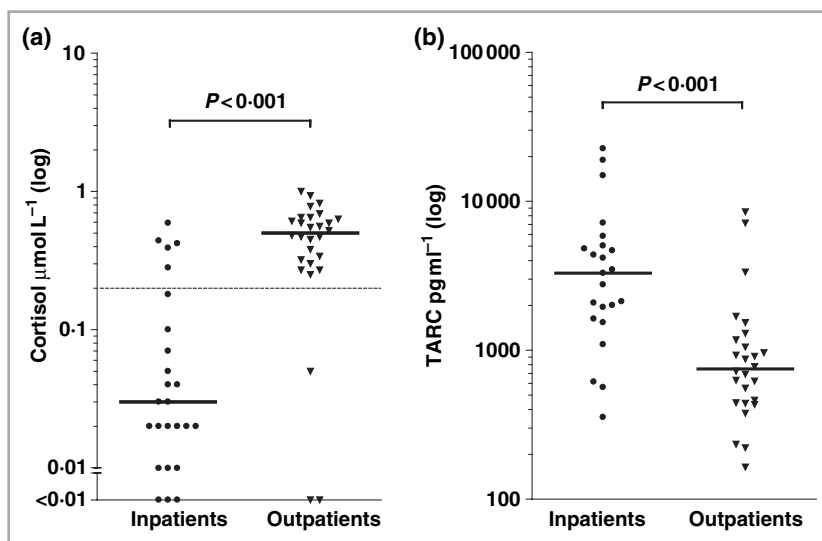 (a)
10
P<0·001
1
0·1
0·01
<0·01
Cortisol μmol L⁻¹ (log)
Inpatients Outpatients
(b)
100 000
P<0·001
10 000
1000
100
TARC pg ml⁻¹ (log)
Inpatients Outpatients